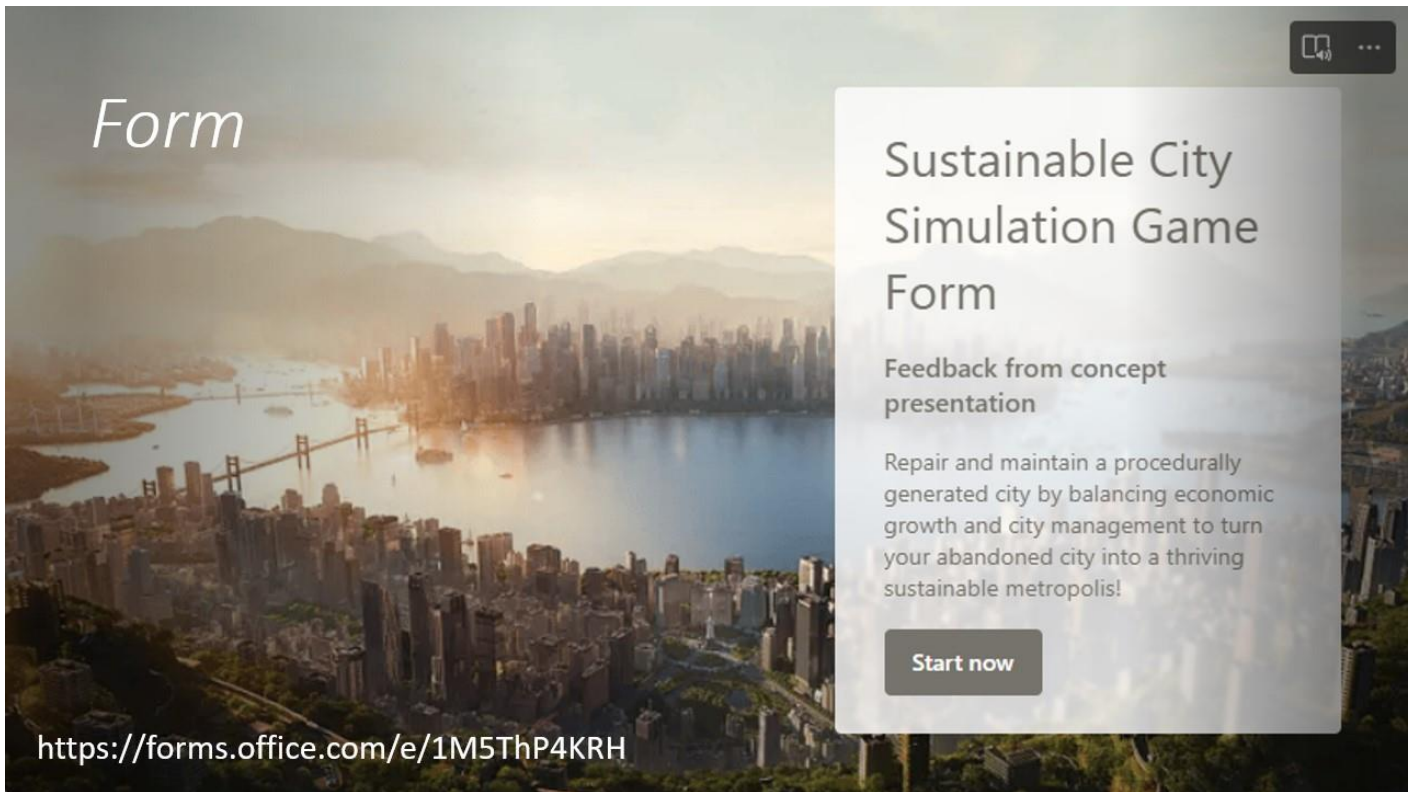 Form
Sustainable City
Simulation Game
Form
Feedback from concept
presentation
Repair and maintain a procedurally
generated city by balancing economic
growth and city management to turn
your abandoned city into a thriving
sustainable metropolis!
Start now
https://forms.office.com/e/1M5ThP4KRH